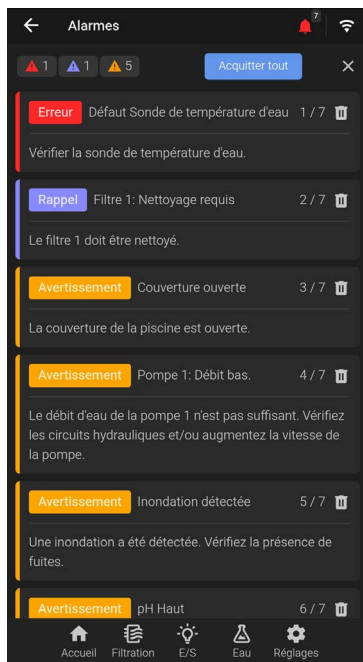 Alarmes
7
1
1
5
Acquitter tout
Erreur Défaut Sonde de température d'eau 1 / 7
Vérifier la sonde de température d'eau.
Rappel Filtre 1: Nettoyage requis 2 / 7
Le filtre 1 doit être nettoyé.
Avertissement Couverture ouverte 3 / 7
La couverture de la piscine est ouverte.
Avertissement Pompe 1: Débit bas. 4 / 7
Le débit d'eau de la pompe 1 n'est pas suffisant. Vérifiez
les circuits hydrauliques et/ou augmentez la vitesse de
la pompe.
Avertissement Inondation détectée 5 / 7
Une inondation a été détectée. Vérifiez la présence de
fuites.
Avertissement pH Haut 6 / 7
Accueil Filtration E/S Eau Réglages